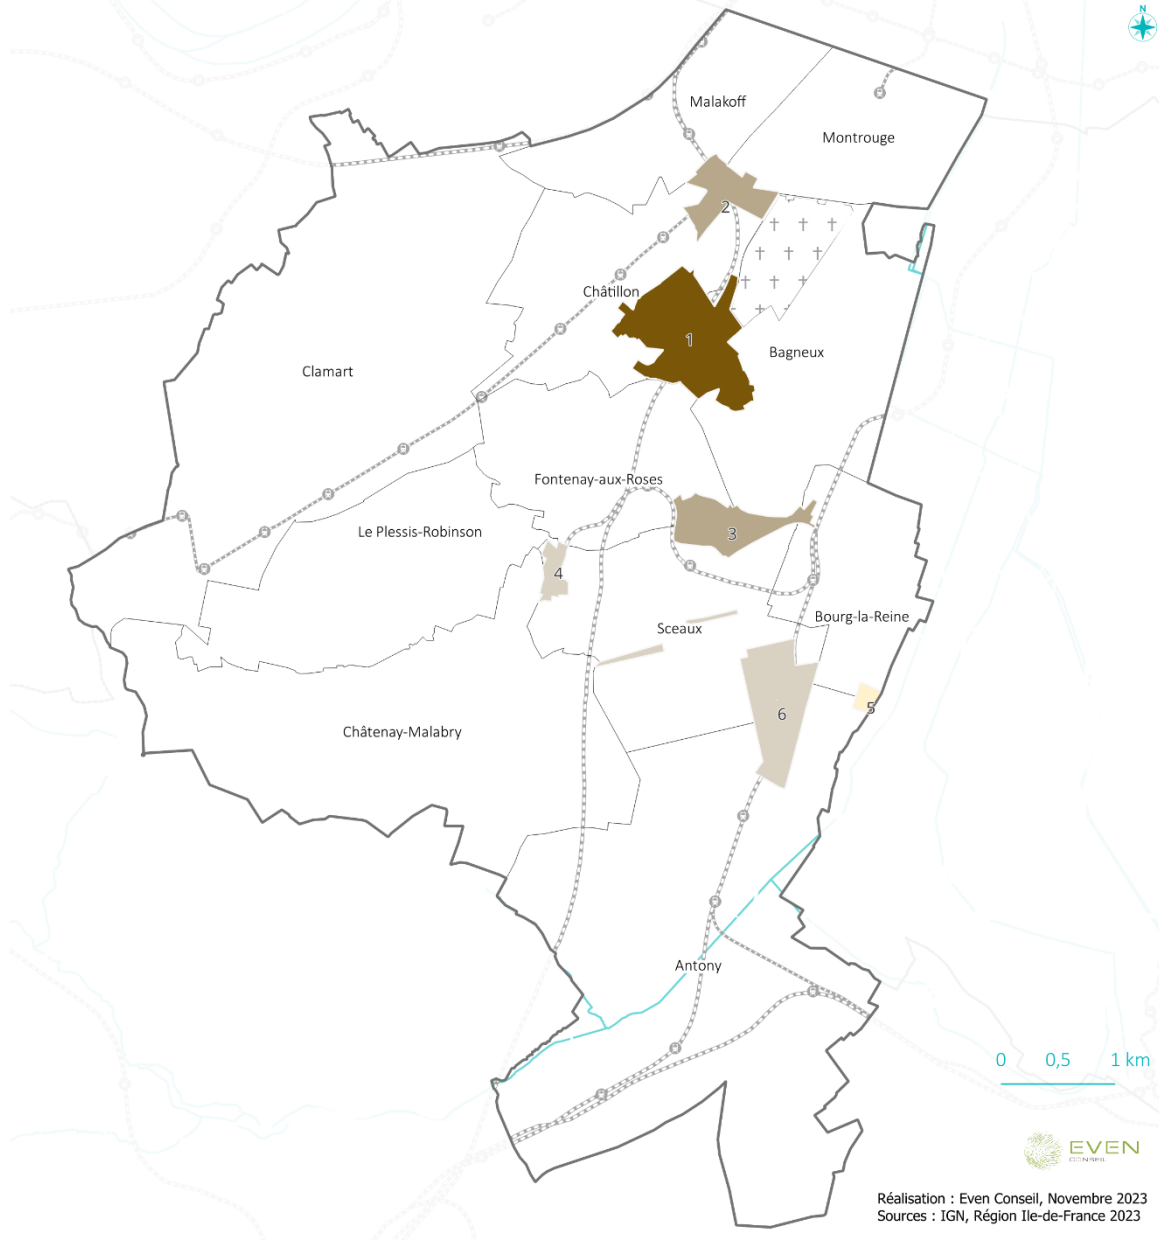 N
Malakoff
Montrouge
2
Châtillon
1
Bagneux
Clamart
Fontenay-aux-Roses
Le Plessis-Robinson
3
4
Bourg-la-Reine
Sceaux
5
6
Châtenay-Malabry
Antony
0 0,5 1 km
EVEN
CONSEIL
Réalisation : Even Conseil, Novembre 2023
Sources : IGN, Région Ile-de-France 2023